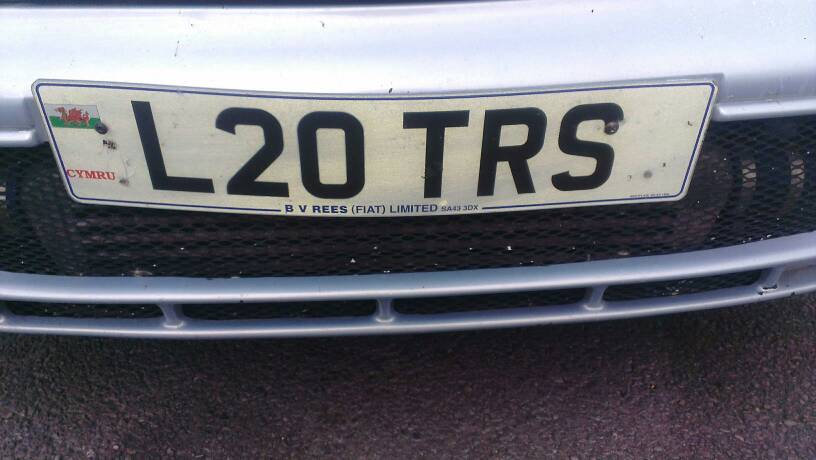 L20 TRS
CYMRU
B V REES (FIAT) LIMITED SA43 3DX